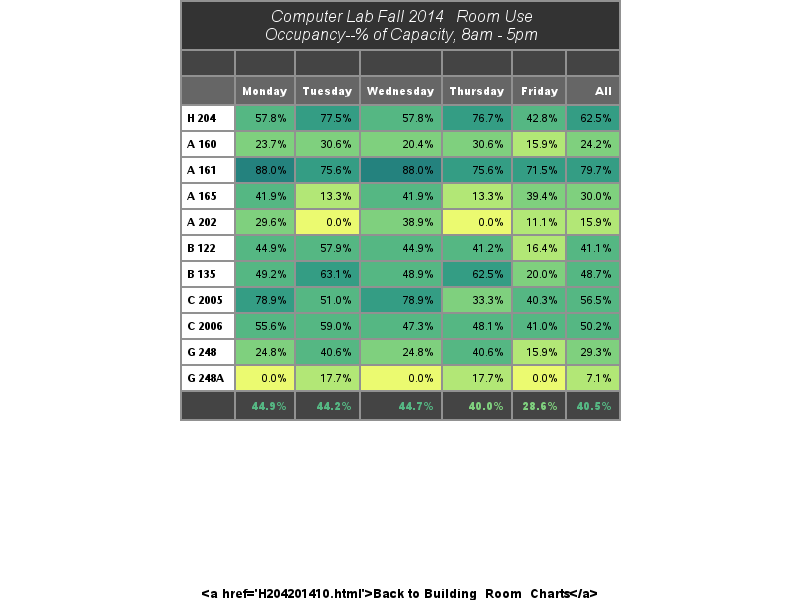 Computer Lab Fall 2014 Room Use
Occupancy--% of Capacity, 8am - 5pm
Monday Tuesday Wednesday Thursday Friday All
H 204 57.8% 77.5% 57.8% 76.7% 42.8% 62.5%
A 160 23.7% 30.6% 20.4% 30.6% 15.9% 24.2%
A 161 88.0% 75.6% 88.0% 75.6% 71.5% 79.7%
A 165 41.9% 13.3% 41.9% 13.3% 39.4% 30.0%
A 202 29.6% 0.0% 38.9% 0.0% 11.1% 15.9%
B 122 44.9% 57.9% 44.9% 41.2% 16.4% 41.1%
B 135 49.2% 63.1% 48.9% 62.5% 20.0% 48.7%
C 2005 78.9% 51.0% 78.9% 33.3% 40.3% 56.5%
C 2006 55.6% 59.0% 47.3% 48.1% 41.0% 50.2%
G 248 24.8% 40.6% 24.8% 40.6% 15.9% 29.3%
G 248A 0.0% 17.7% 0.0% 17.7% 0.0% 7.1%
44.9% 44.2% 44.7% 40.0% 28.6% 40.5%
<a href='H204201410.html'>Back to Building Room Charts</a>